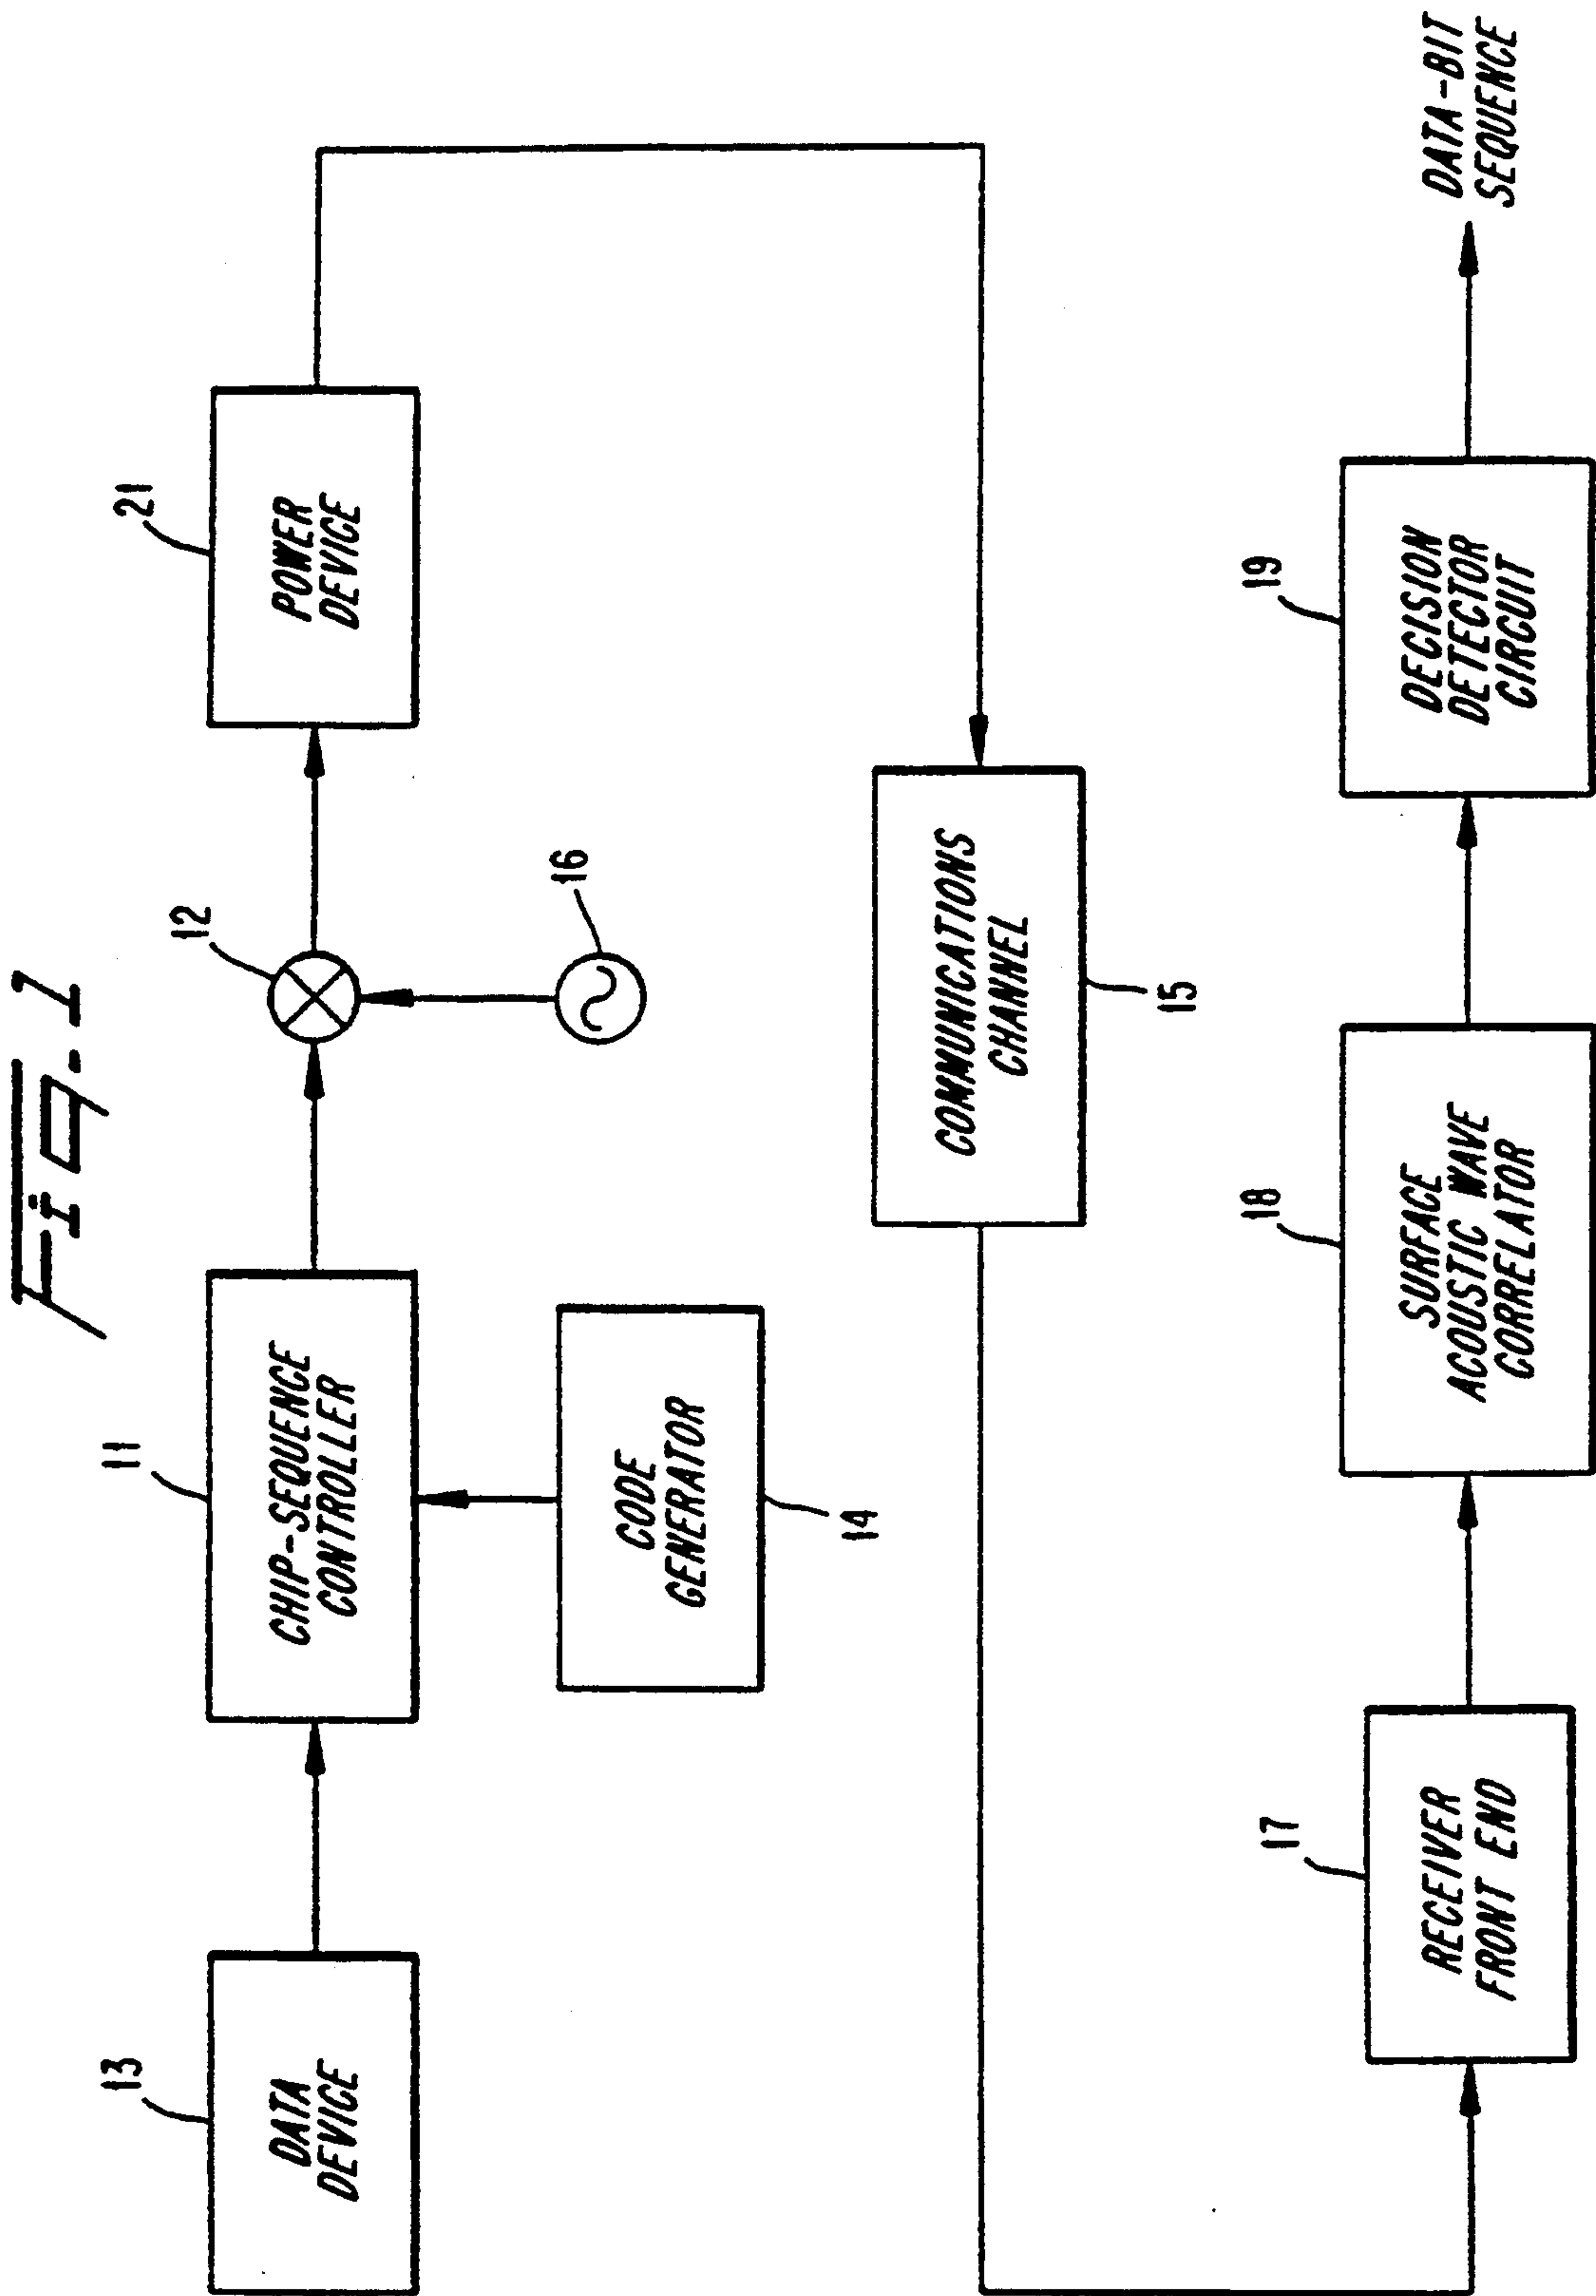 Fig. 1
13
DATA
DEVICE
11
CHIP-SEQUENCE
CONTROLLER
12
21
POWER
DEVICE
CODE
GENERATOR
14
16
COMMUNICATIONS
CHANNEL
15
17
RECEIVER
FRONT END
18
SURFACE
ACOUSTIC WAVE
CORRELATOR
19
DECISION
DETECTOR
CIRCUIT
DATA-BIT
SEQUENCE